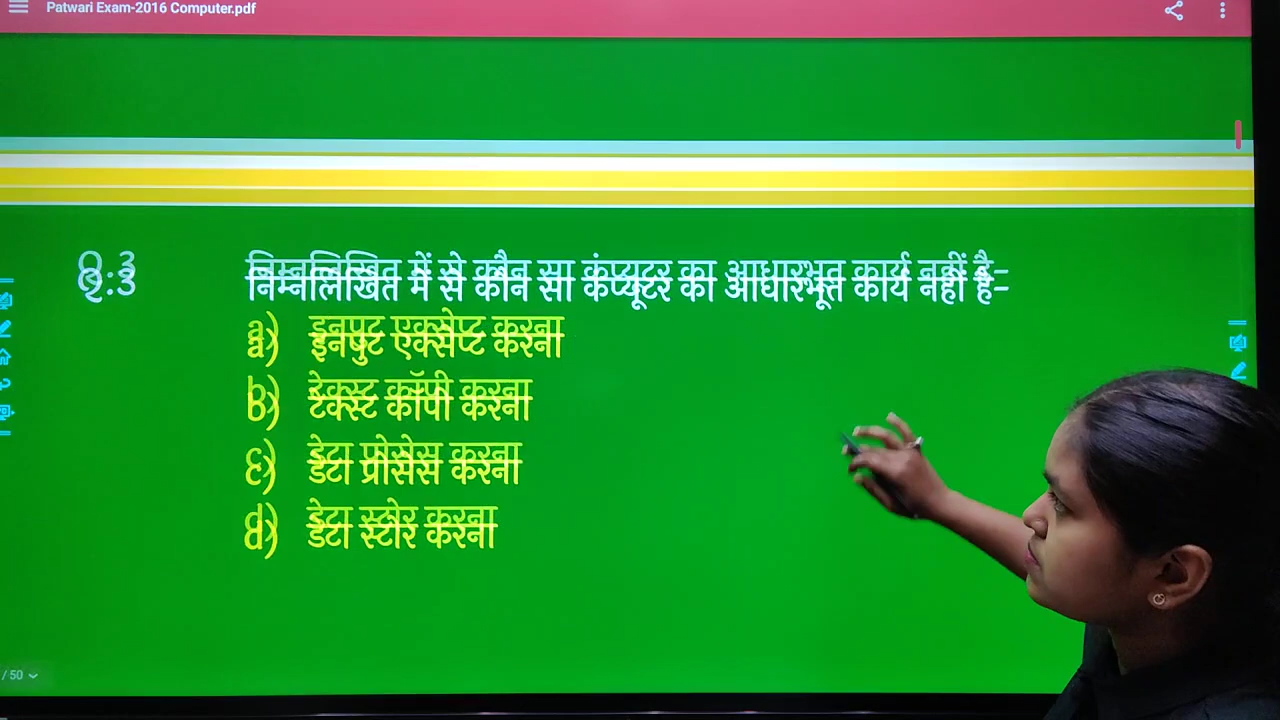 Patwari Exam-2016 Computer.pdf
Q.3 निम्नलिखित में से कौन सा कंप्यूटर का आधारभूत कार्य नहीं है-
a) इनपुट एक्सेप्ट करना
b) टेक्स्ट कॉपी करना
c) डेटा प्रोसेस करना
d) डेटा स्टोर करना
/ 50